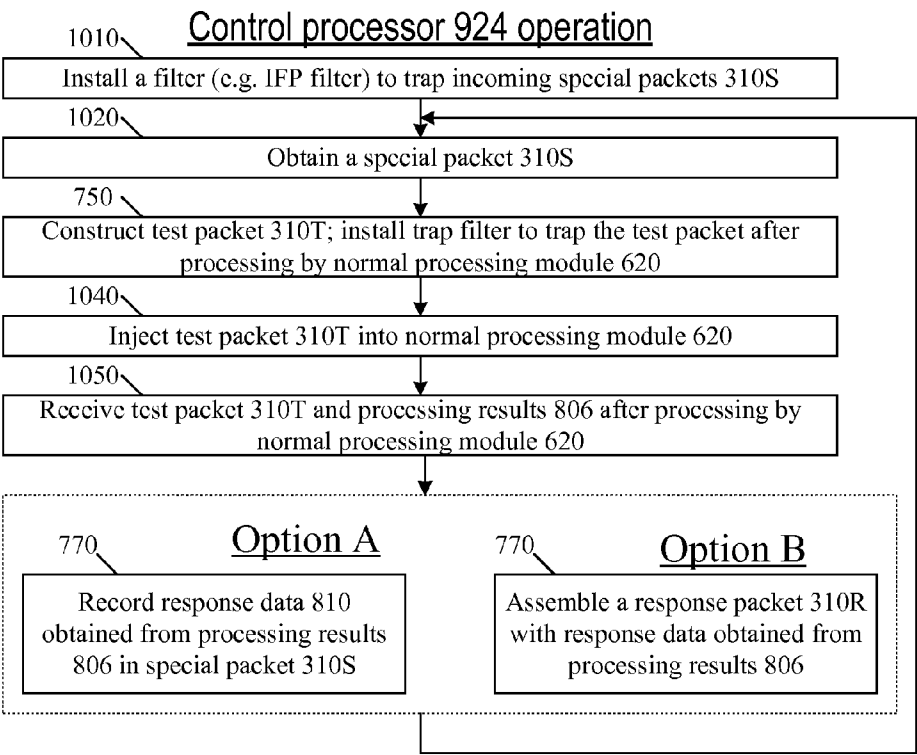 Control processor 924 operation
1010
Install a filter (e.g. IFP filter) to trap incoming special packets 310S
1020
Obtain a special packet 310S
750
Construct test packet 310T; install trap filter to trap the test packet after
processing by normal processing module 620
1040
Inject test packet 310T into normal processing module 620
1050
Receive test packet 310T and processing results 806 after processing by
normal processing module 620
770
Option A
Record response data 810
obtained from processing results
806 in special packet 310S
770
Option B
Assemble a response packet 310R
with response data obtained from
processing results 806